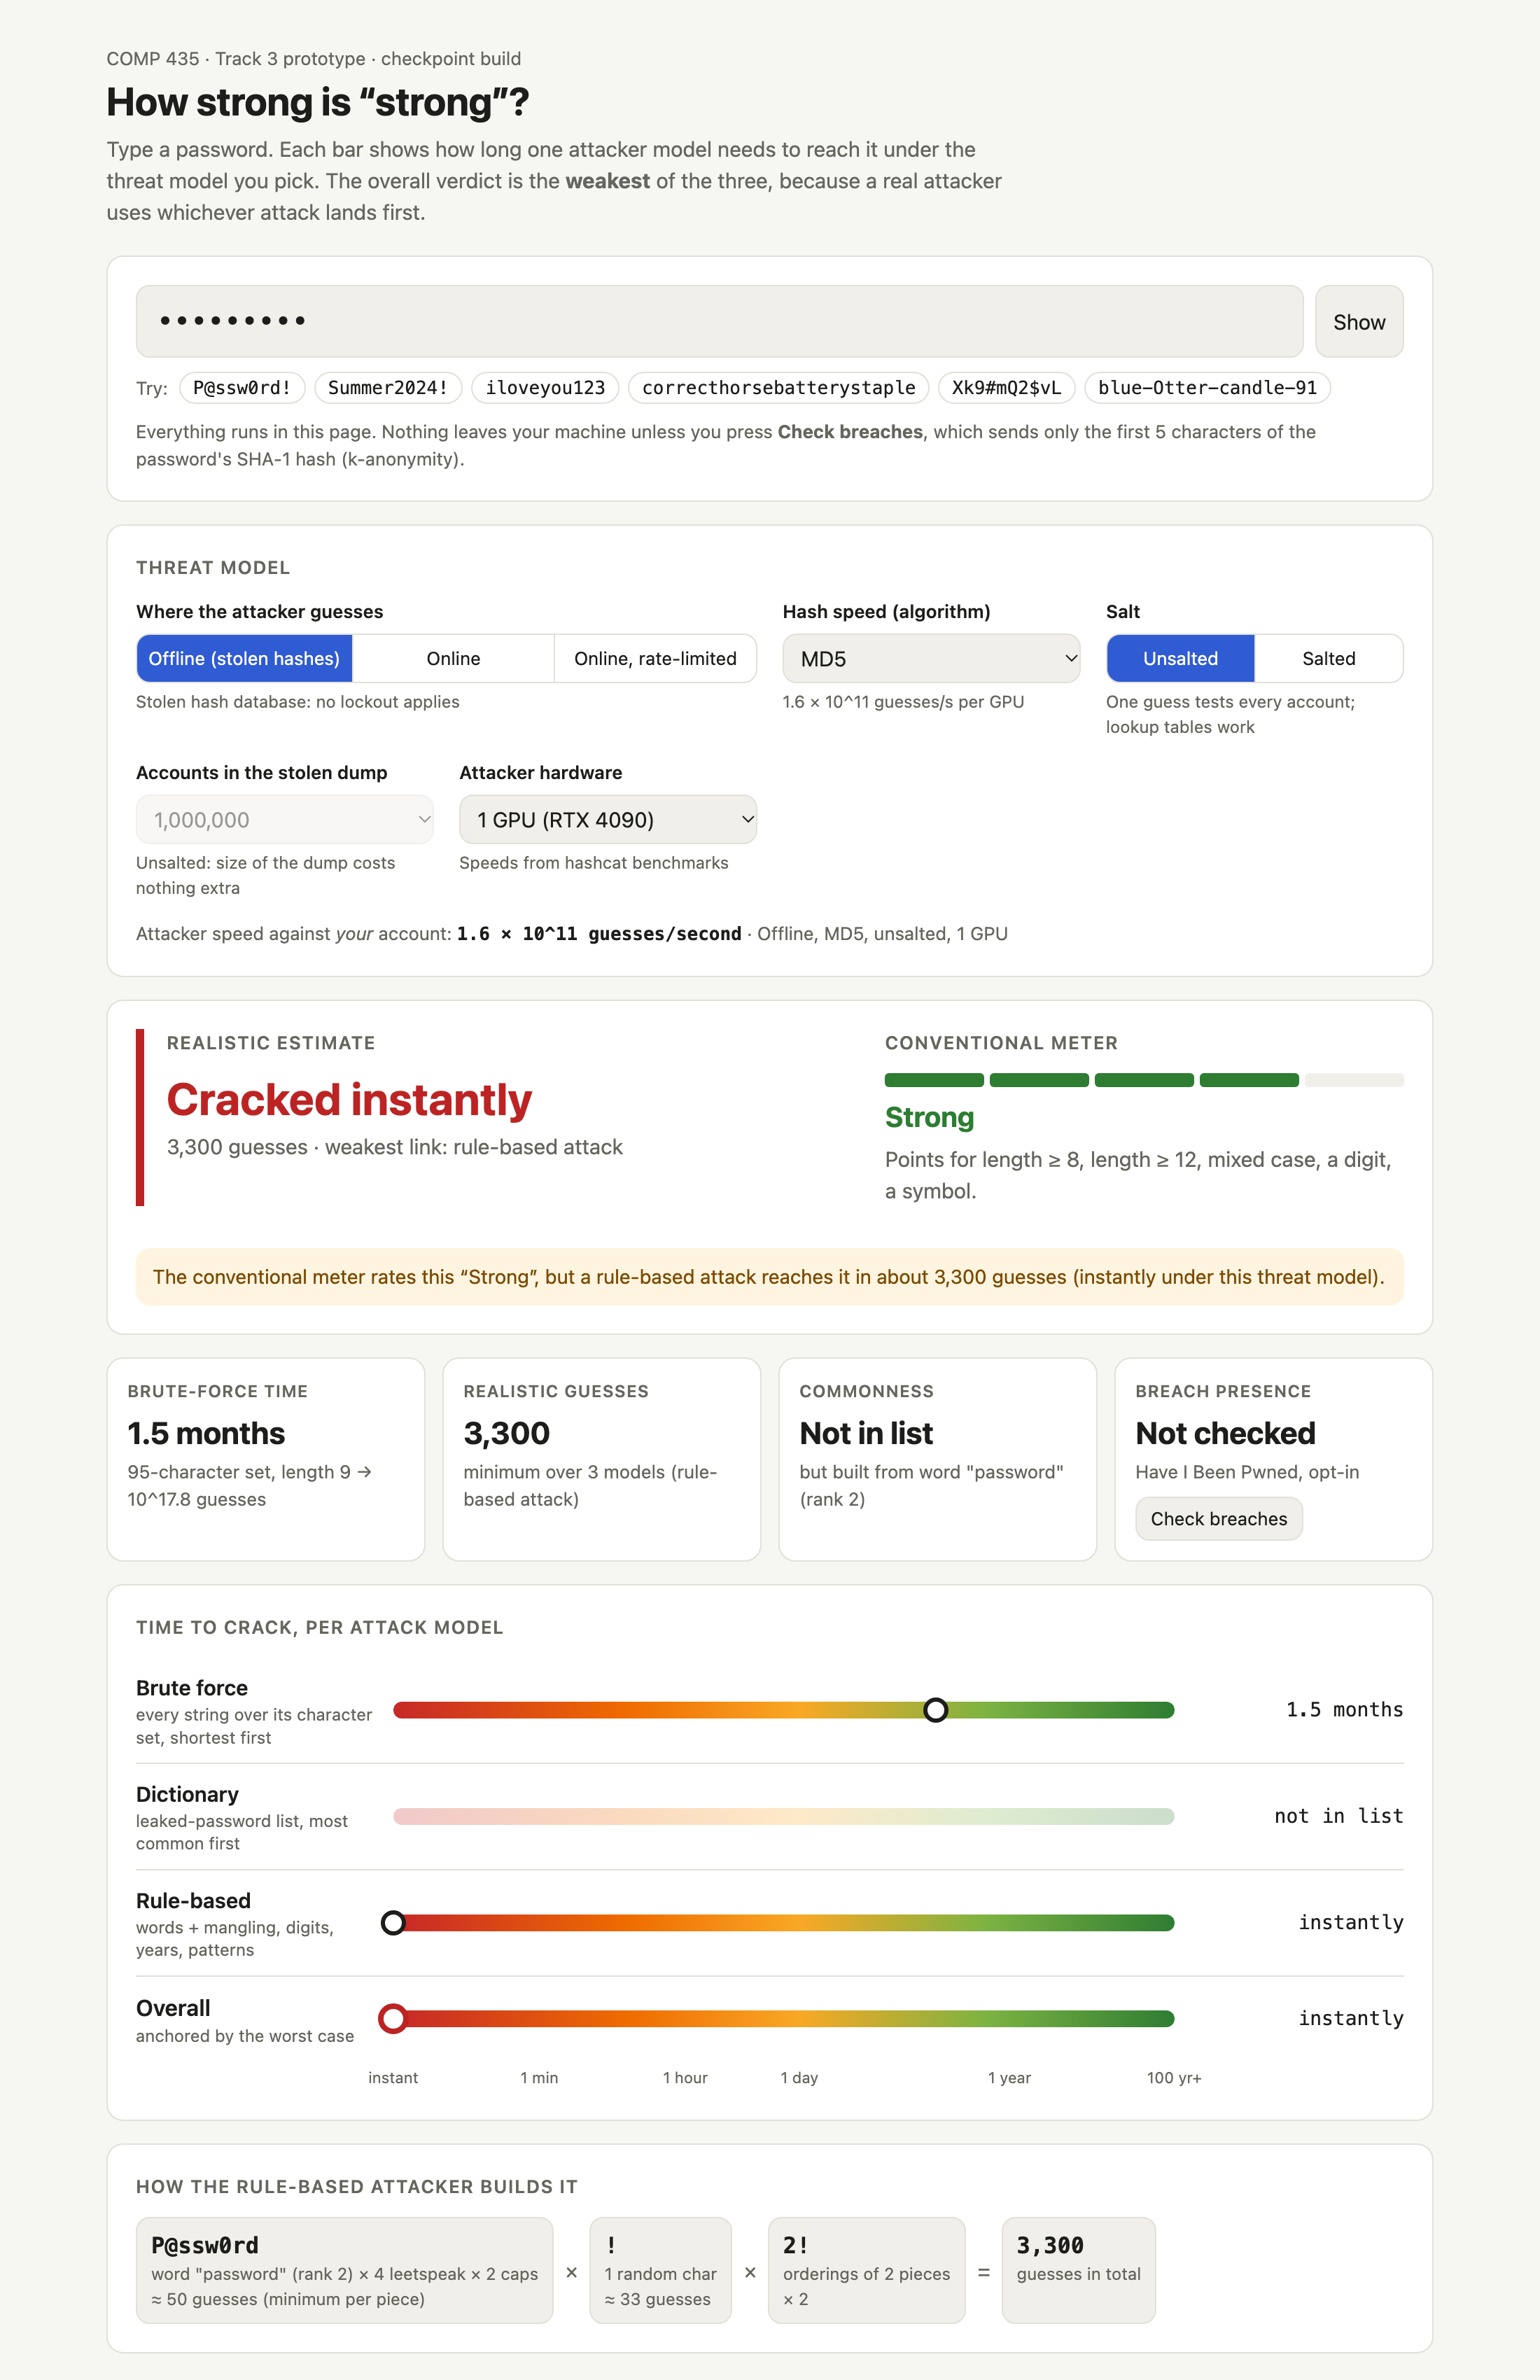 COMP 435 · Track 3 prototype · checkpoint build
How strong is “strong”?
Type a password. Each bar shows how long one attacker model needs to reach it under the
threat model you pick. The overall verdict is the weakest of the three, because a real attacker
uses whichever attack lands first.
•••••••••
Show
Try: P@ssw0rd! Summer2024! iloveyou123 correcthorsebatterystaple Xk9#mQ2$vL blue-Otter-candle-91
Everything runs in this page. Nothing leaves your machine unless you press Check breaches, which sends only the first 5 characters of the
password's SHA-1 hash (k-anonymity).
THREAT MODEL
Where the attacker guesses
Offline (stolen hashes) Online Online, rate-limited
Stolen hash database: no lockout applies
Hash speed (algorithm)
MD5
1.6 × 10^11 guesses/s per GPU
Salt
Unsalted Salted
One guess tests every account;
lookup tables work
Accounts in the stolen dump
1,000,000
Unsalted: size of the dump costs
nothing extra
Attacker hardware
1 GPU (RTX 4090)
Speeds from hashcat benchmarks
Attacker speed against your account: 1.6 × 10^11 guesses/second · Offline, MD5, unsalted, 1 GPU
REALISTIC ESTIMATE
Cracked instantly
3,300 guesses · weakest link: rule-based attack
CONVENTIONAL METER
Strong
Points for length ≥ 8, length ≥ 12, mixed case, a digit,
a symbol.
The conventional meter rates this “Strong”, but a rule-based attack reaches it in about 3,300 guesses (instantly under this threat model).
BRUTE-FORCE TIME
1.5 months
95-character set, length 9 →
10^17.8 guesses
REALISTIC GUESSES
3,300
minimum over 3 models (rule-
based attack)
COMMONNESS
Not in list
but built from word "password"
(rank 2)
BREACH PRESENCE
Not checked
Have I Been Pwned, opt-in
Check breaches
TIME TO CRACK, PER ATTACK MODEL
Brute force
every string over its character
set, shortest first
1.5 months
Dictionary
leaked-password list, most
common first
not in list
Rule-based
words + mangling, digits,
years, patterns
instantly
Overall
anchored by the worst case
instantly
instant 1 min 1 hour 1 day 1 year 100 yr+
HOW THE RULE-BASED ATTACKER BUILDS IT
P@ssw0rd
word "password" (rank 2) × 4 leetspeak × 2 caps
≈ 50 guesses (minimum per piece)
×
!
1 random char
≈ 33 guesses
×
2!
orderings of 2 pieces
× 2
=
3,300
guesses in total